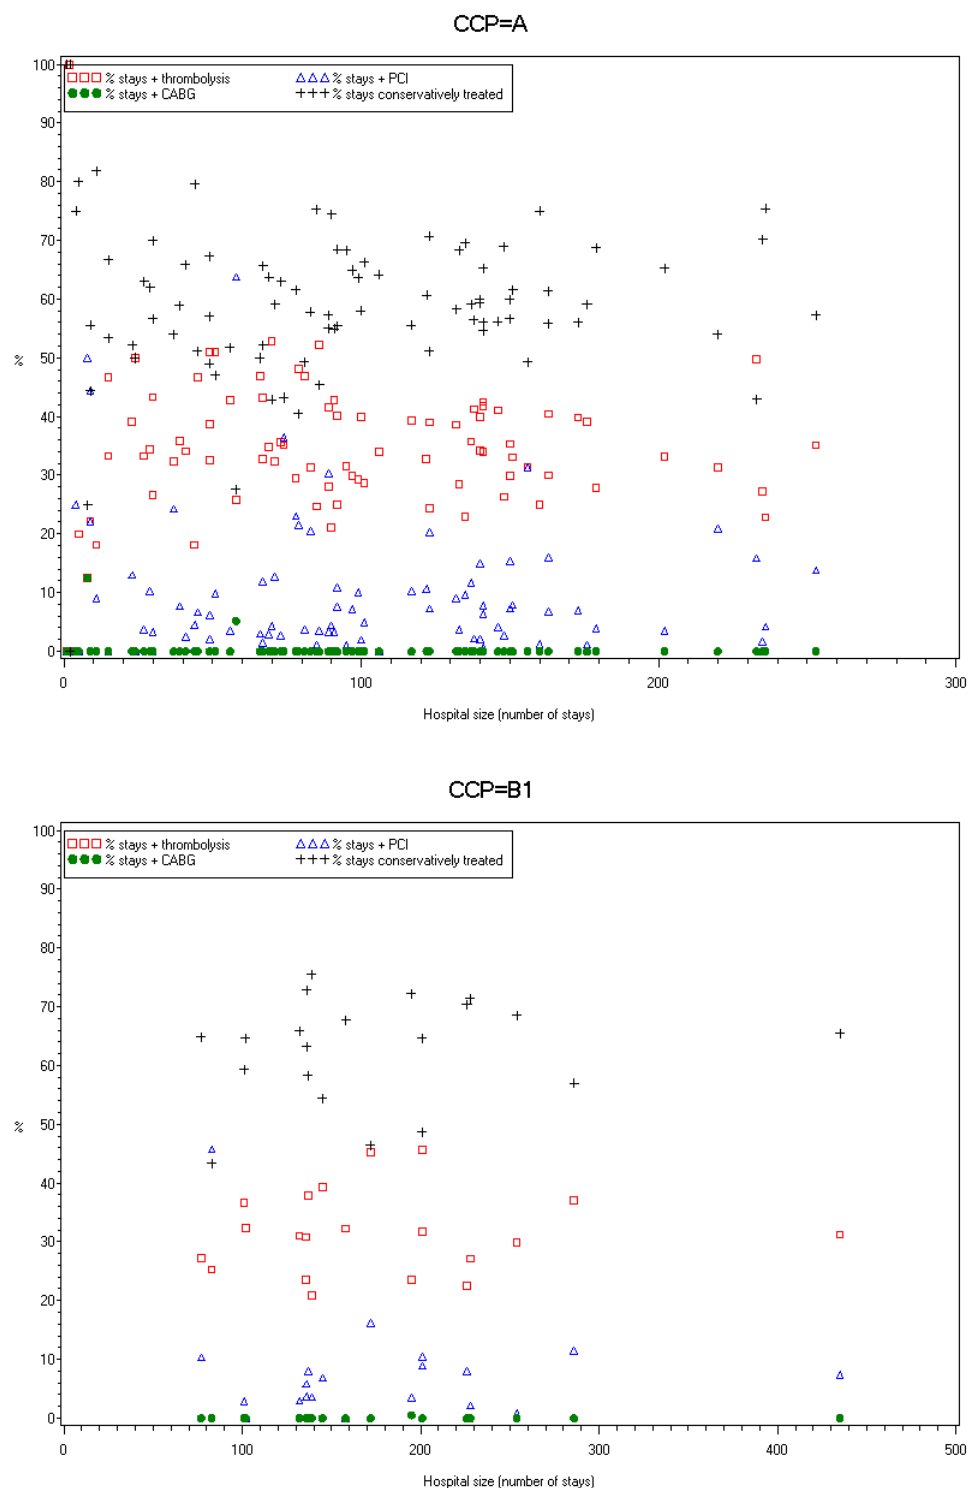 CCP=A
100
% stays + thrombolysis
% stays + PCI
% stays + CABG
% stays conservatively treated
90
80
70
60
50
%
40
30
20
10
0
0 100 200 300
Hospital size (number of stays)
CCP=B1
100
% stays + thrombolysis
% stays + PCI
% stays + CABG
% stays conservatively treated
90
80
70
60
50
%
40
30
20
10
0
0 100 200 300 400 500
Hospital size (number of stays)